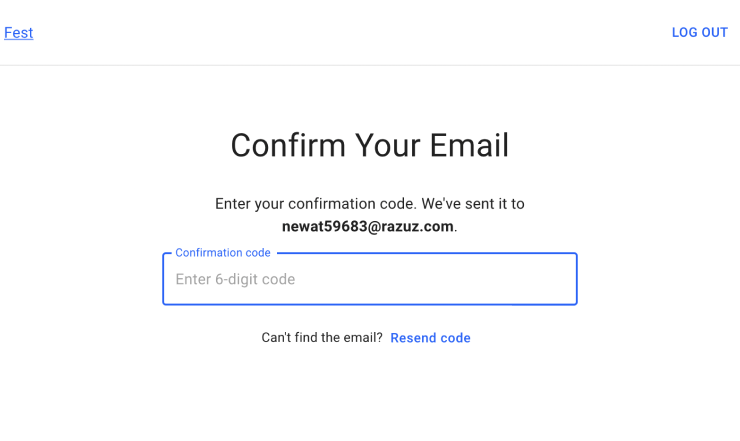 Fest
LOG OUT
Confirm Your Email
Enter your confirmation code. We've sent it to
newat59683@razuz.com.
Confirmation code
Enter 6-digit code
Can't find the email? Resend code